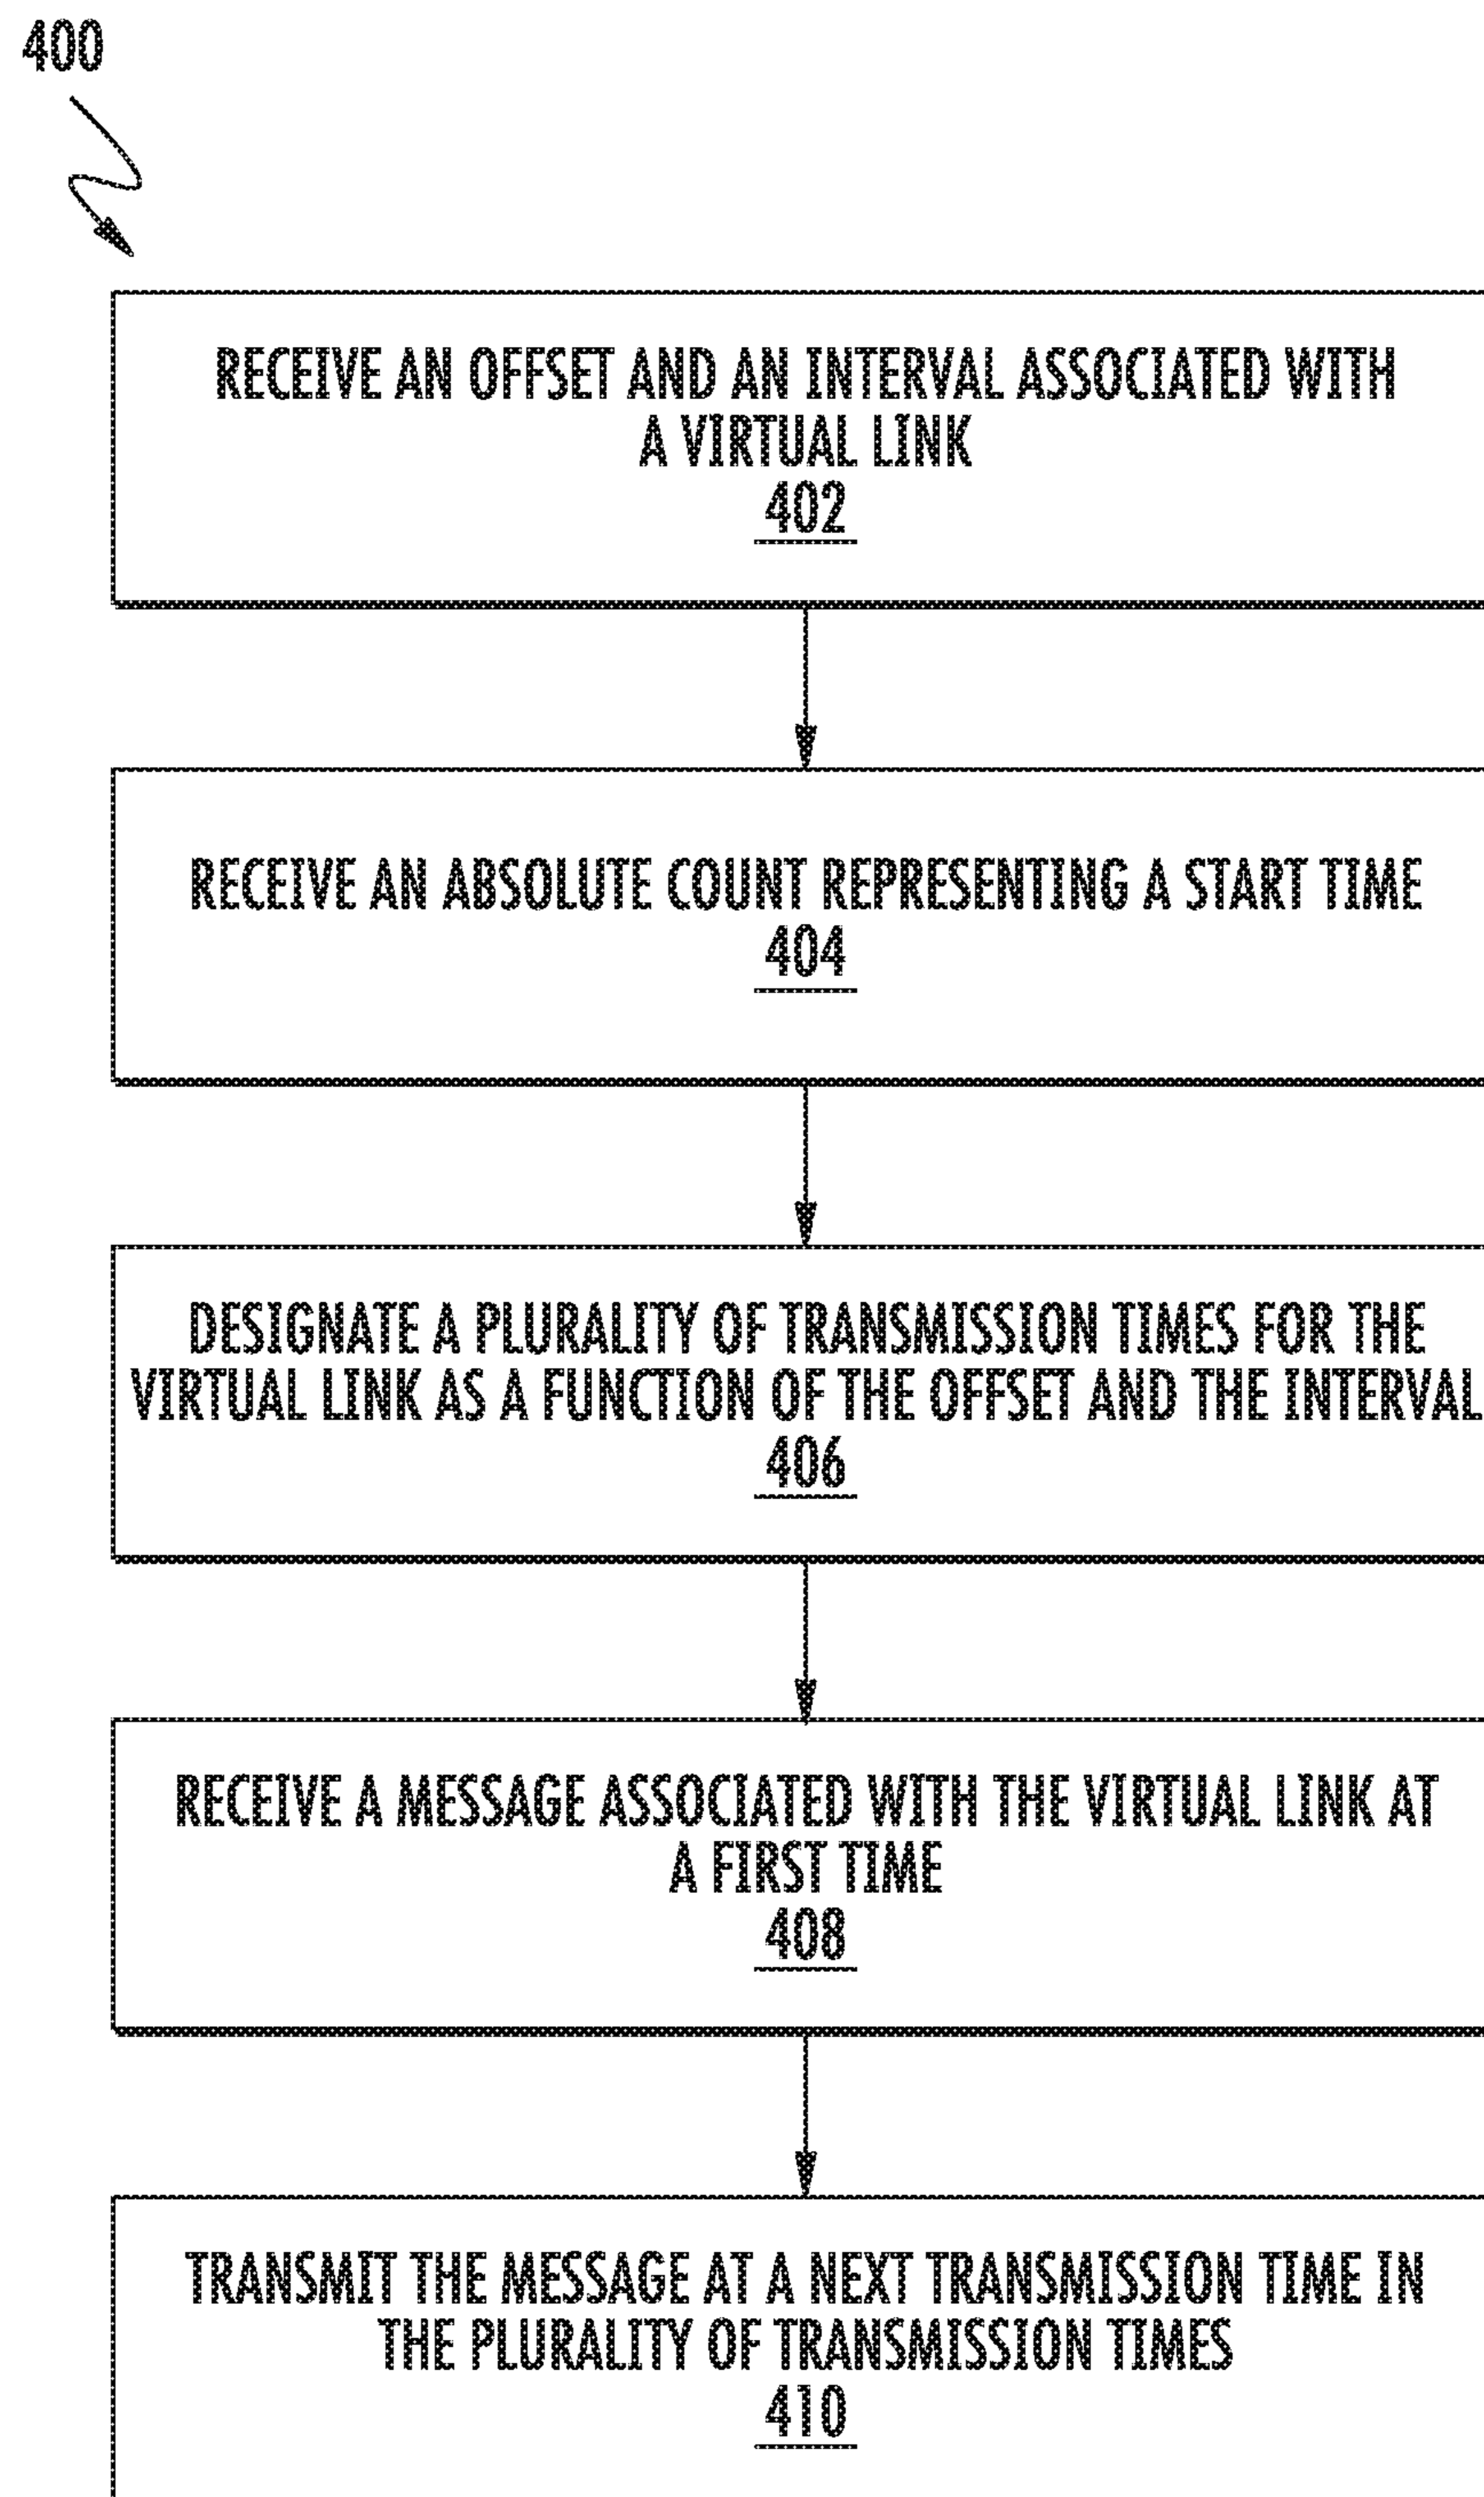 400
RECEIVE AN OFFSET AND AN INTERVAL ASSOCIATED WITH
A VIRTUAL LINK
402
RECEIVE AN ABSOLUTE COUNT REPRESENTING A START TIME
404
DESIGNATE A PLURALITY OF TRANSMISSION TIMES FOR THE
VIRTUAL LINK AS A FUNCTION OF THE OFFSET AND THE INTERVAL
406
RECEIVE A MESSAGE ASSOCIATED WITH THE VIRTUAL LINK AT
A FIRST TIME
408
TRANSMIT THE MESSAGE AT A NEXT TRANSMISSION TIME IN
THE PLURALITY OF TRANSMISSION TIMES
410